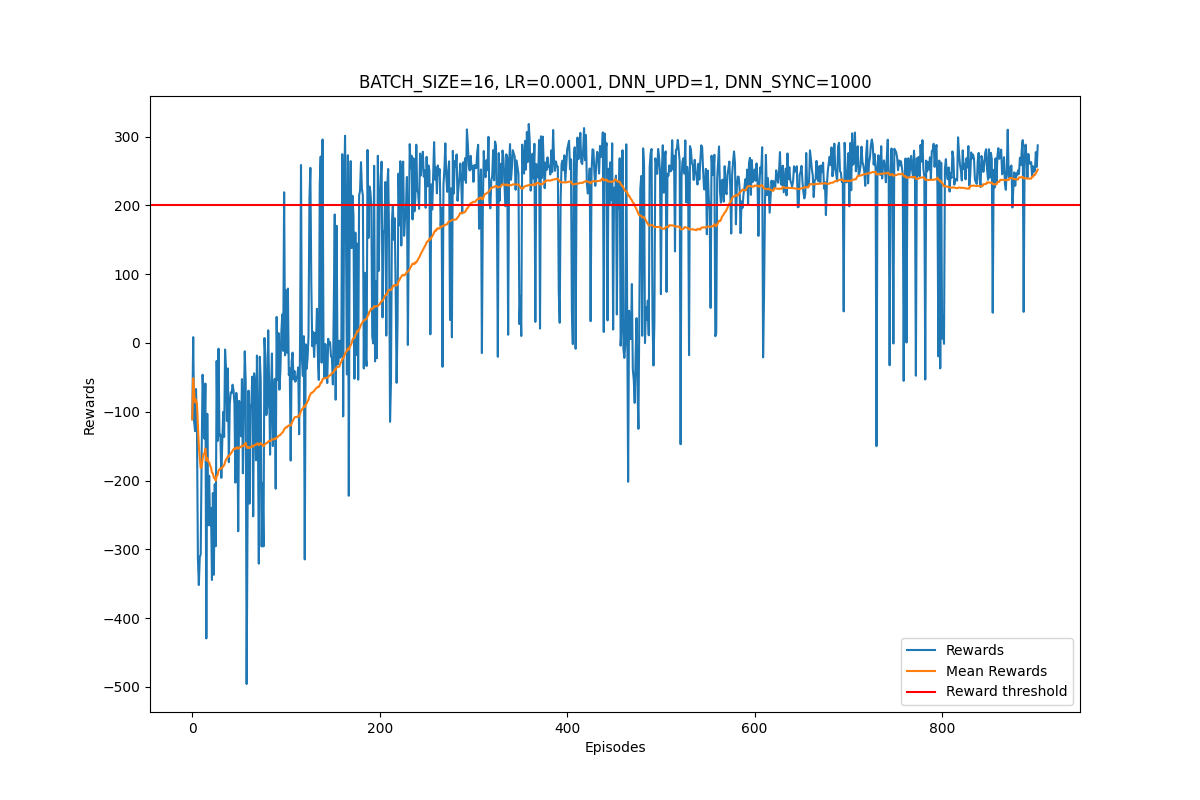 BATCH_SIZE=16, LR=0.0001, DNN_UPD=1, DNN_SYNC=1000
300
200
100
0
−100
−200
−300
−400
−500
Rewards
Rewards
Mean Rewards
Reward threshold
0 200 400 600 800
Episodes